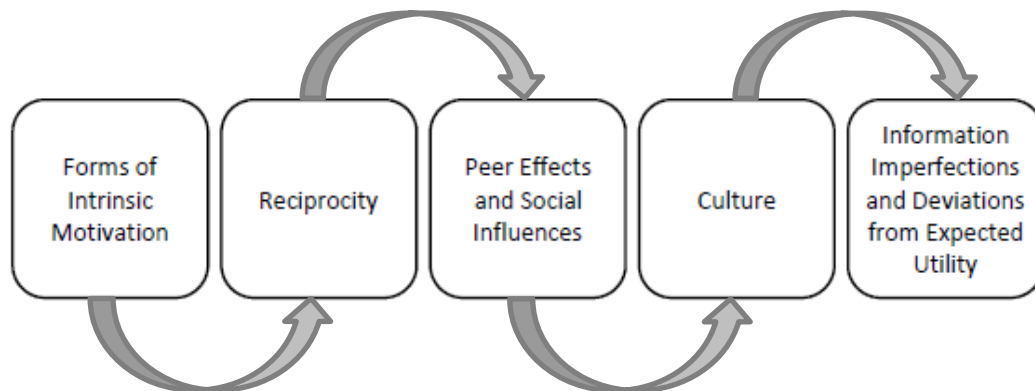 Forms of
Intrinsic
Motivation
Reciprocity
Peer Effects
and Social
Influences
Culture
Information
Imperfections
and Deviations
from Expected
Utility